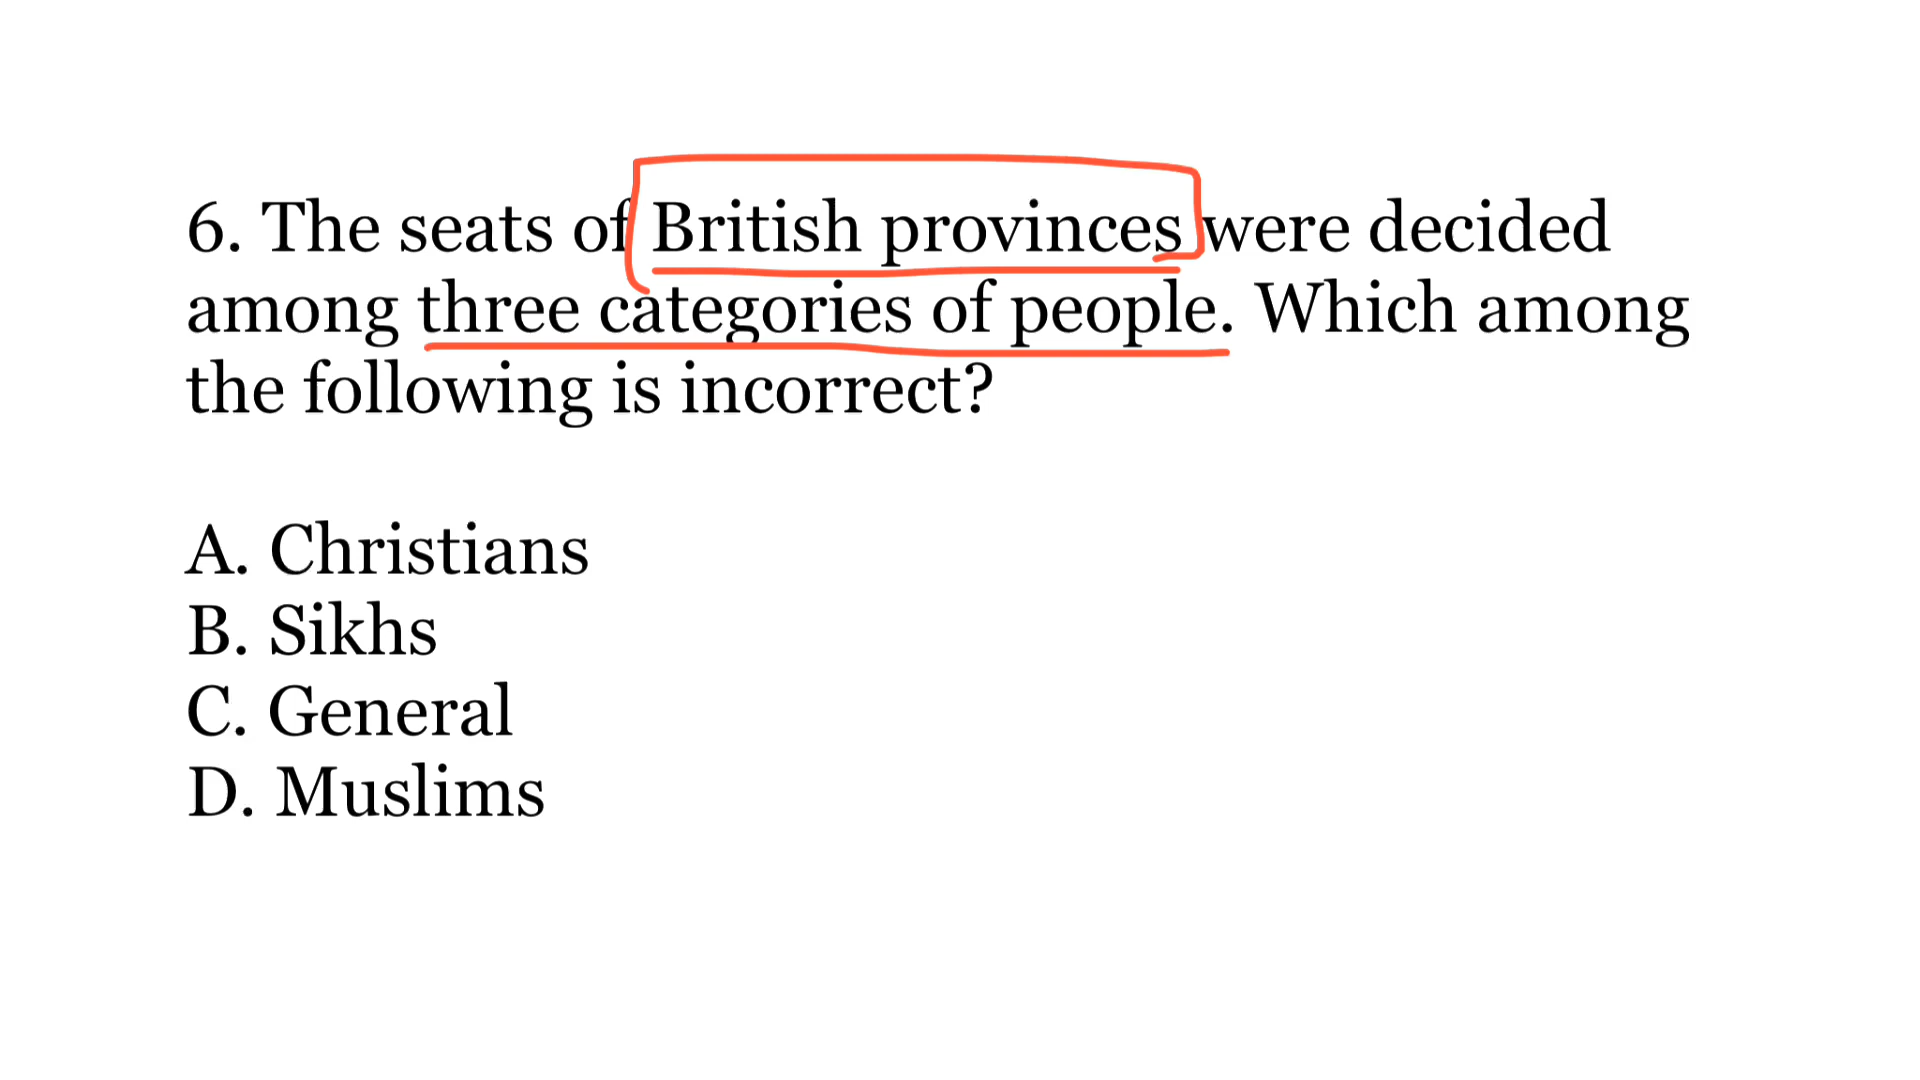 6. The seats of British provinces were decided
among three categories of people. Which among
the following is incorrect?
A. Christians
B. Sikhs
C. General
D. Muslims